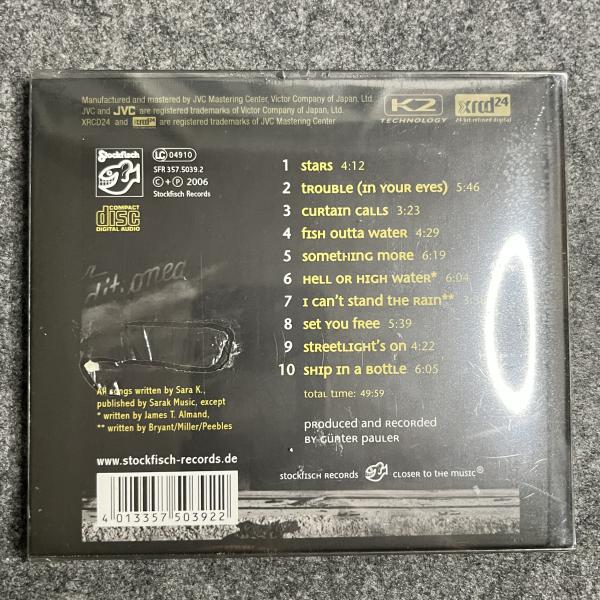 Manufactured and mastered by JVC Mastering Center, Victor Company of Japan, Ltd.
JVC and JVC are registered trademarks of Victor Company of Japan, Ltd.
XRCD24 and xrcd24 are registered trademarks of JVC Mastering Center
K2
TECHNOLOGY
xrcd24
24 bit refined digital
Stockfisch
LC 04910
SFR 357.5039.2
©+℗ 2006
Stockfisch Records
COMPACT
disc
DIGITAL AUDIO
1 STARS 4:12
2 TROUBLE (IN YOUR EYES) 5:46
3 CURTAIN CALLS 3:23
4 FISH OUTTA WATER 4:29
5 SOMETHING MORE 6:19
6 HELL OR HIGH WATER* 6:04
7 I CAN'T STAND THE RAIN**
8 SET YOU FREE 5:39
9 STREETLIGHT'S ON 4:22
10 SHIP IN A BOTTLE 6:05
TOTAL TIME: 49:59
All songs written by Sara K.,
published by Sarak Music, except
* written by James T. Almand,
** written by Bryant/Miller/Peebles
PRODUCED AND RECORDED
BY GÜNTER PAULER
www.stockfisch-records.de
STOCKFISCH RECORDS CLOSER TO THE MUSIC®
4 013357 503922